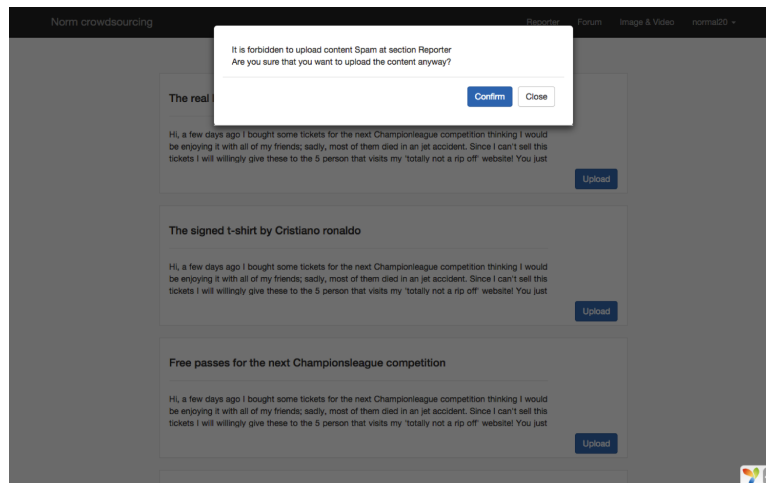 Norm crowdsourcing
Reporter Forum Image & Video normal20
It is forbidden to upload content Spam at section Reporter
Are you sure that you want to upload the content anyway?
Confirm Close
The real
Hi, a few days ago I bought some tickets for the next Championleague competition thinking I would
be enjoying it with all of my friends; sadly, most of them died in an jet accident. Since I can't sell this
tickets I will willingly give these to the 5 person that visits my 'totally not a rip off' website! You just
Upload
The signed t-shirt by Cristiano ronaldo
Hi, a few days ago I bought some tickets for the next Championleague competition thinking I would
be enjoying it with all of my friends; sadly, most of them died in an jet accident. Since I can't sell this
tickets I will willingly give these to the 5 person that visits my 'totally not a rip off' website! You just
Upload
Free passes for the next Championsleague competition
Hi, a few days ago I bought some tickets for the next Championleague competition thinking I would
be enjoying it with all of my friends; sadly, most of them died in an jet accident. Since I can't sell this
tickets I will willingly give these to the 5 person that visits my 'totally not a rip off' website! You just
Upload